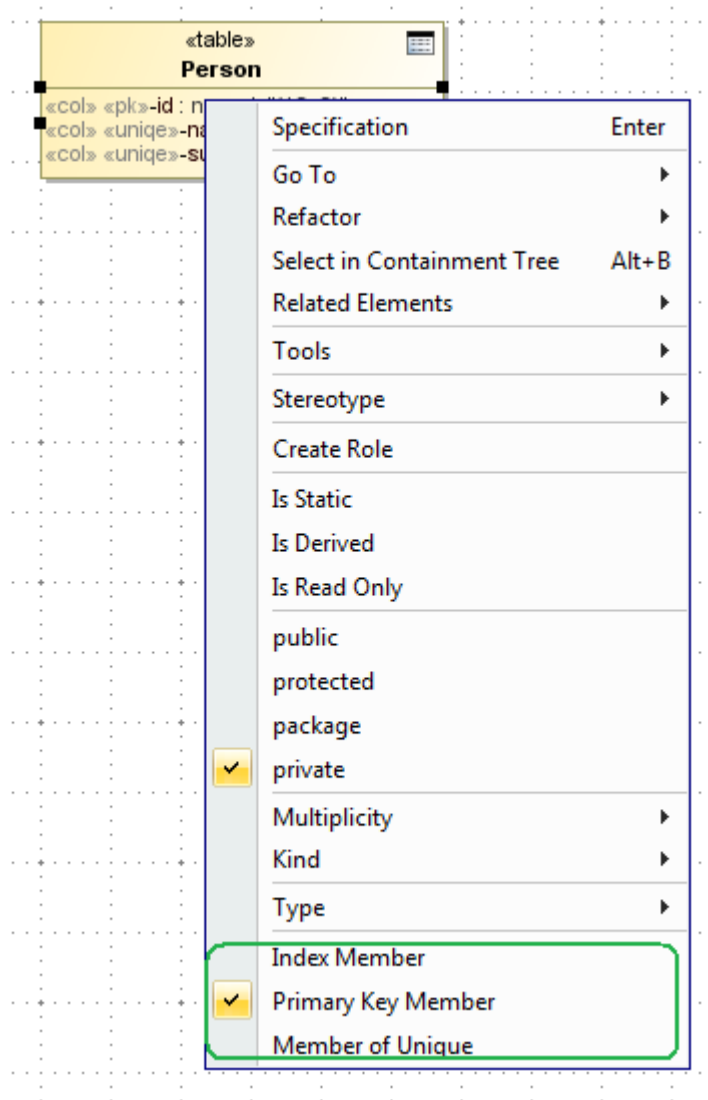 «table»
Person
«col» «pk»-id :
«col» «uniqe»
«col» «uniqe»
Specification Enter
Go To
Refactor
Select in Containment Tree Alt+B
Related Elements
Tools
Stereotype
Create Role
Is Static
Is Derived
Is Read Only
public
protected
package
private
Multiplicity
Kind
Type
Index Member
Primary Key Member
Member of Unique